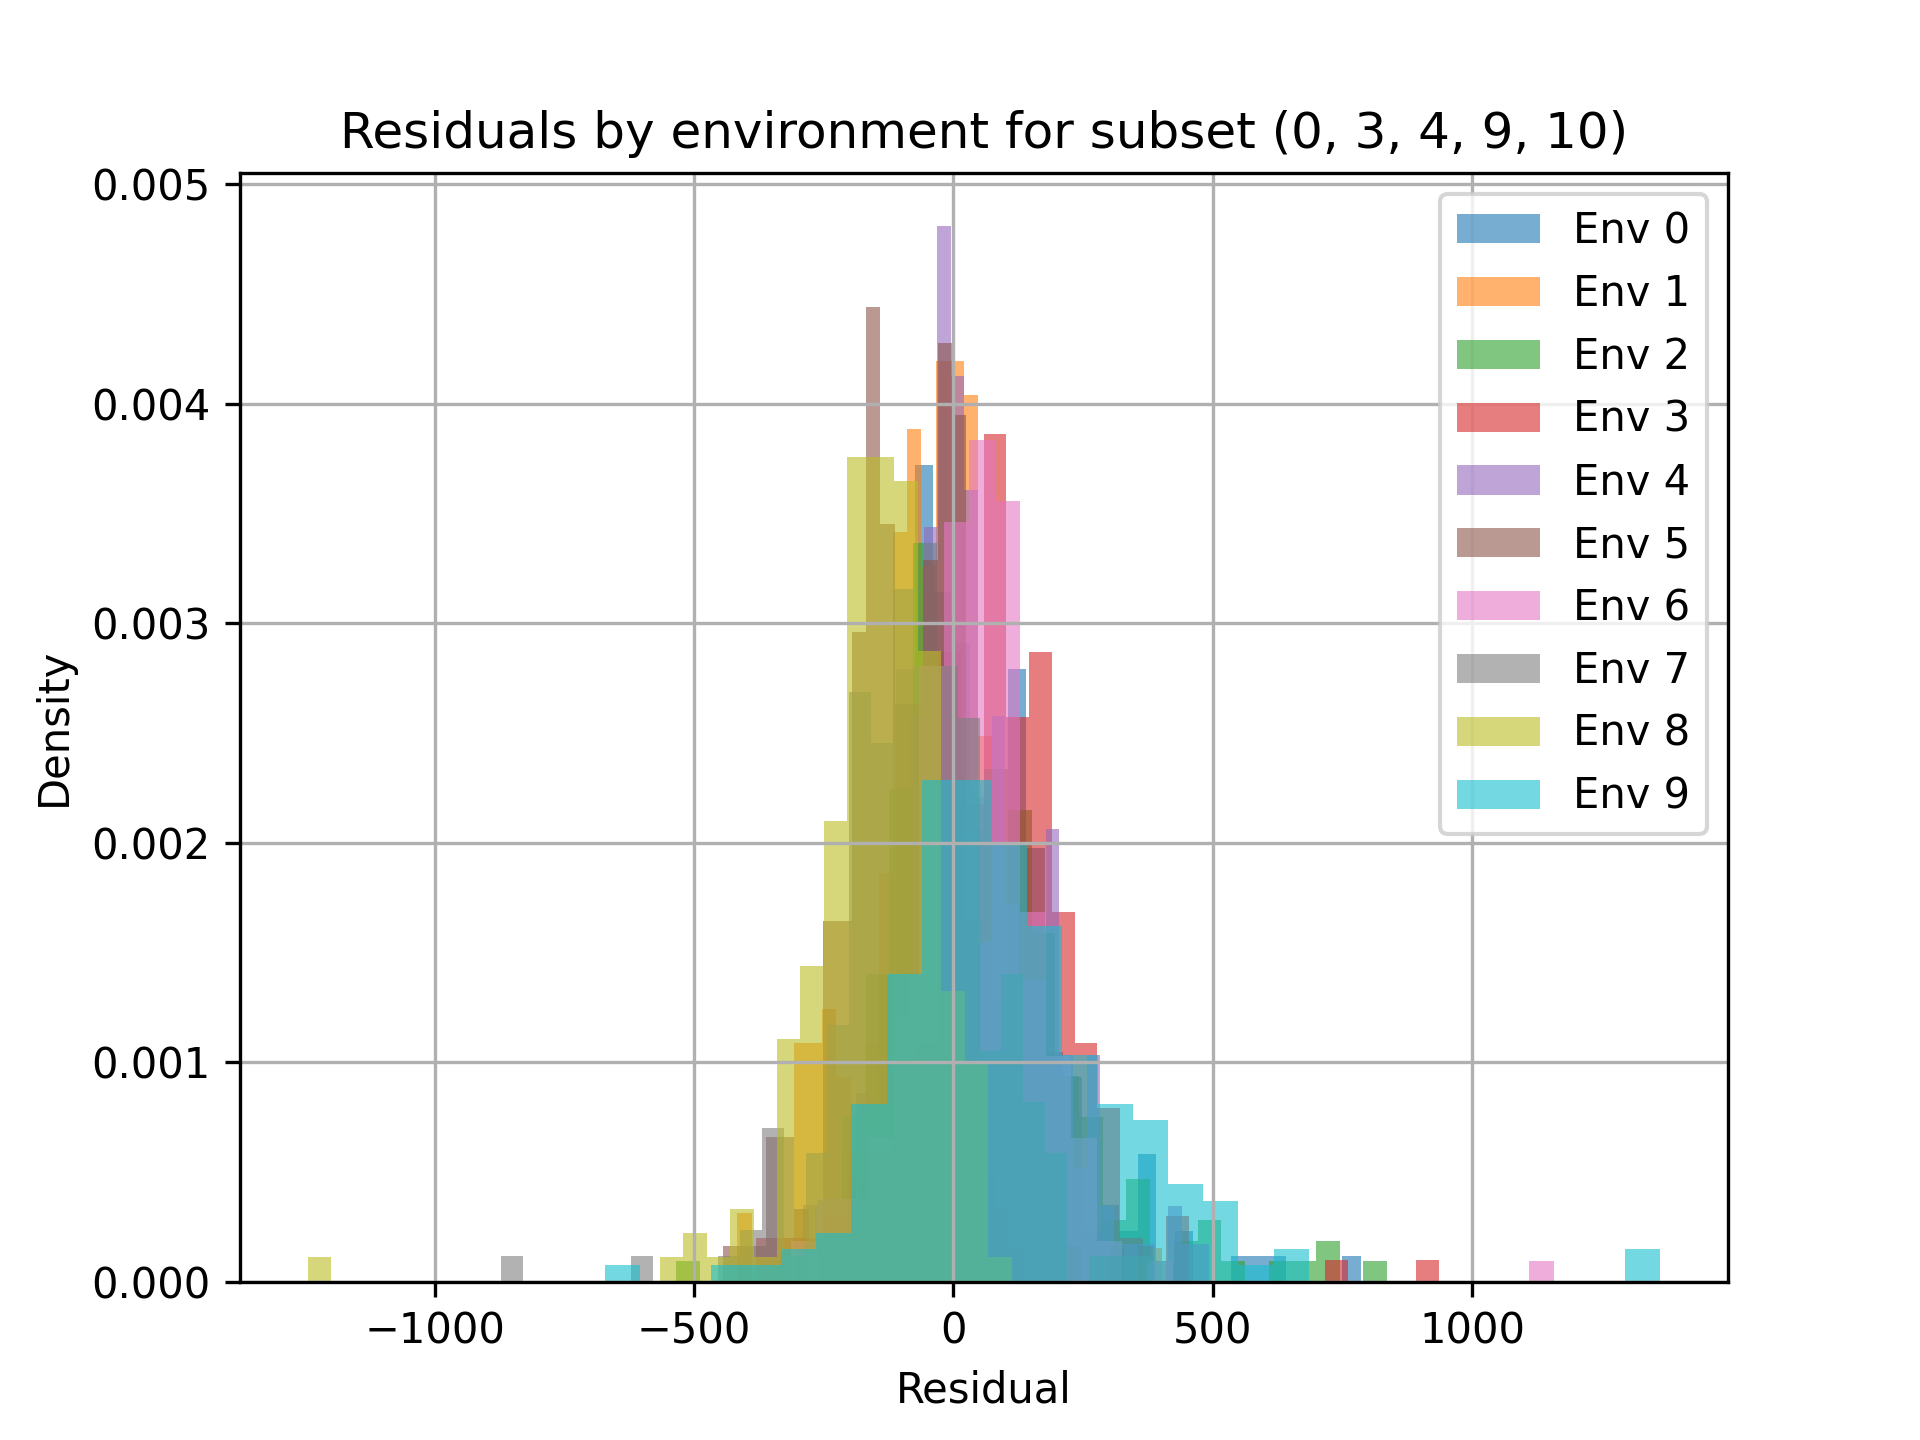 Residuals by environment for subset (0, 3, 4, 9, 10)
0.005
0.004
0.003
0.002
0.001
0.000
Density
−1000
−500
0
500
1000
Residual
Env 0
Env 1
Env 2
Env 3
Env 4
Env 5
Env 6
Env 7
Env 8
Env 9